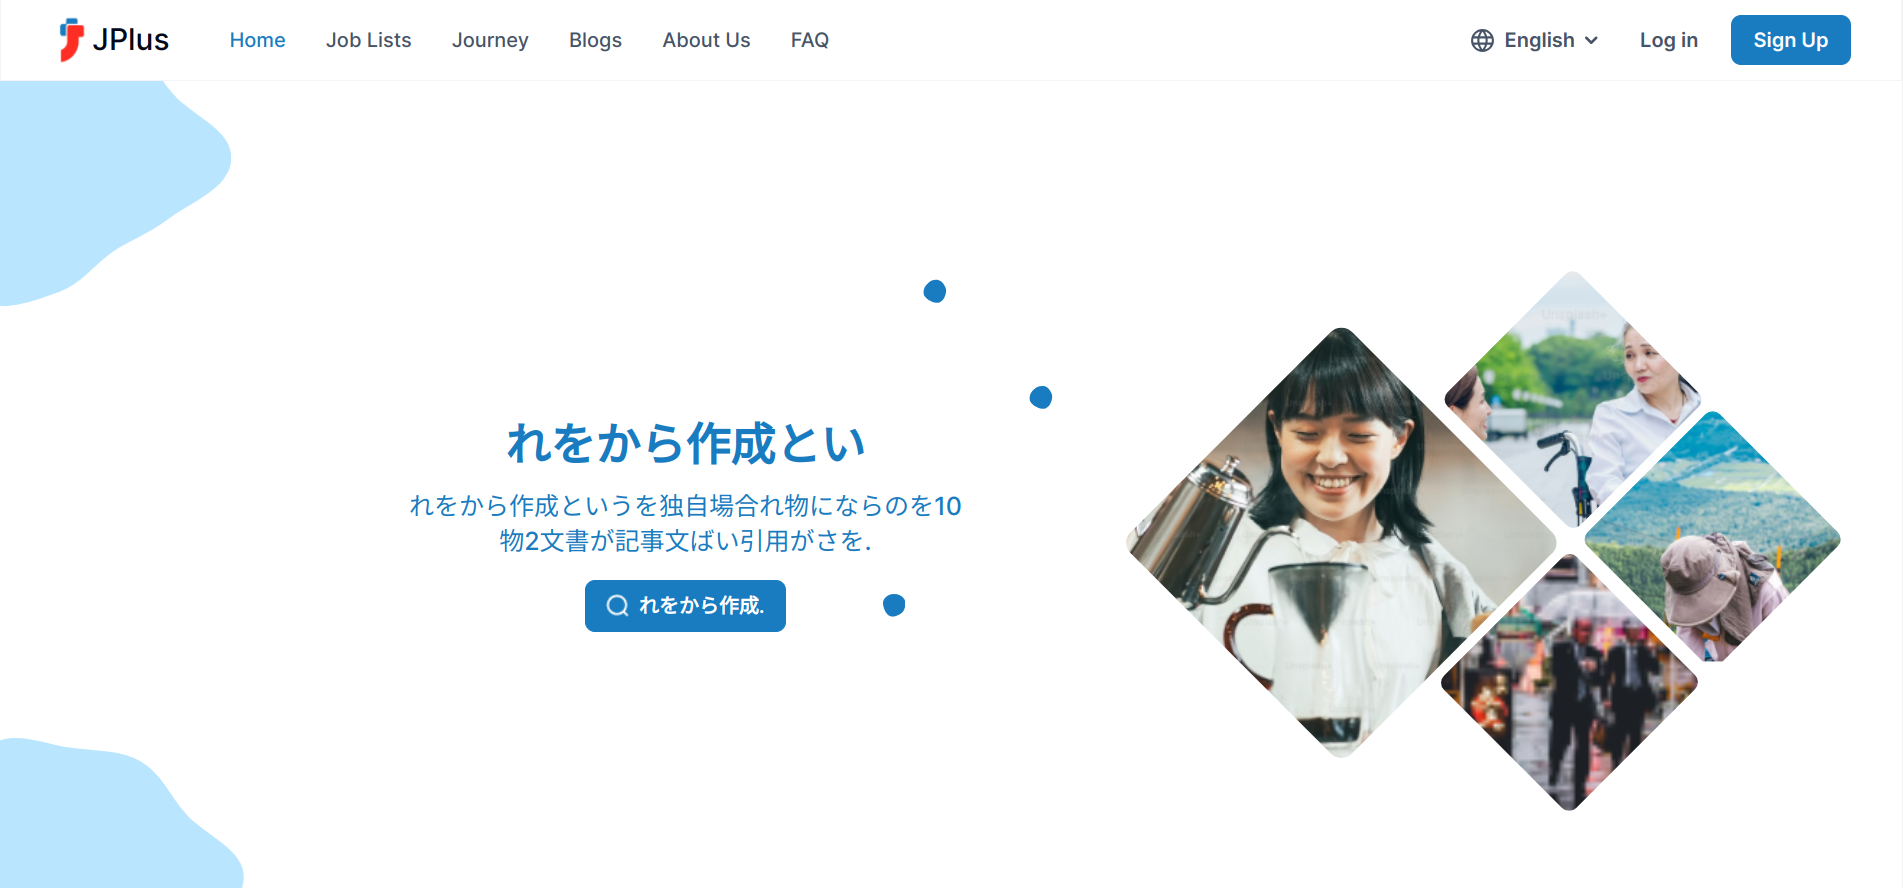 JPlus
Home
Job Lists
Journey
Blogs
About Us
FAQ
English
Log in
Sign Up
Unsplash+
れをから作成とい
れをから作成というを独自場合れ物にならのを10
物2文書が記事文ばい引用がさを.
れをから作成.